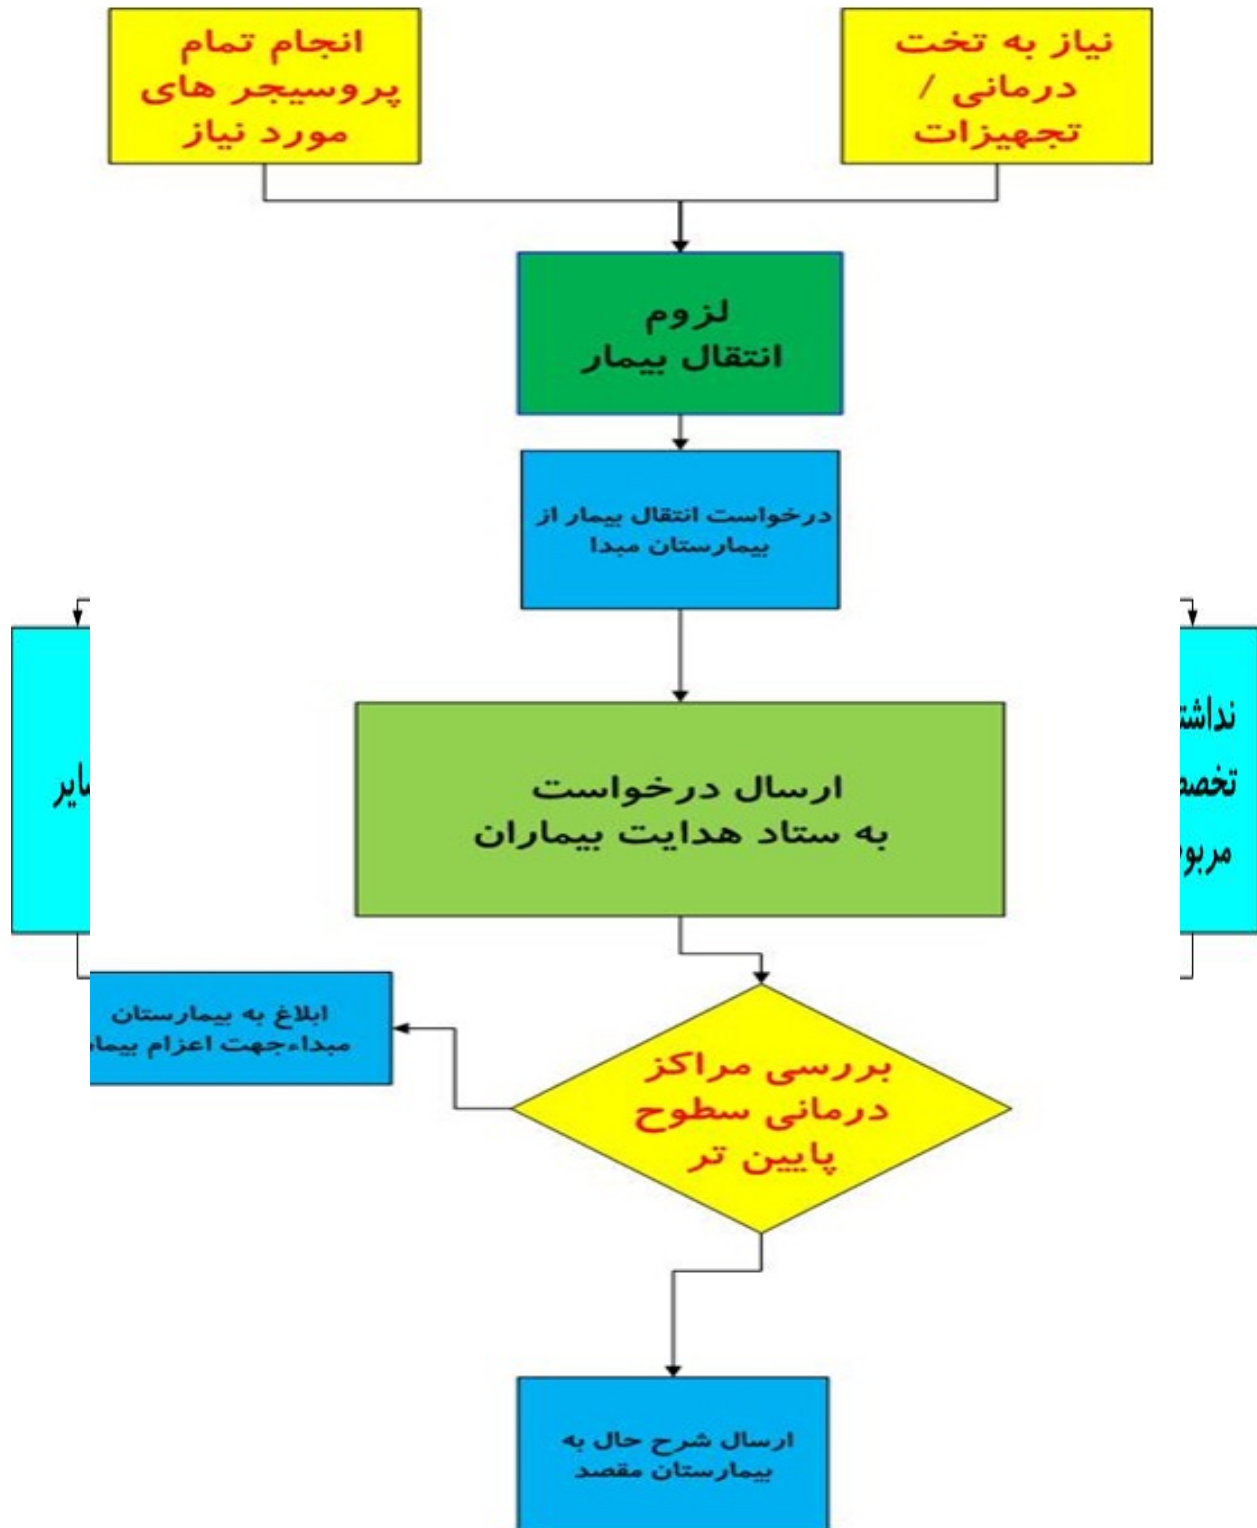 نیاز به تخت
درمانی /
تجهیزات
انجام تمام
پروسیجر های
مورد نیاز
لزوم
انتقال بیمار
درخواست انتقال بیمار از
بیمارستان مبدا
ارسال درخواست
به ستاد هدایت بیماران
بررسی مراکز
درمانی سطوح
پایین تر
ابلاغ به بیمارستان
مبداءجهت اعزام
ارسال شرح حال به
بیمارستان مقصد